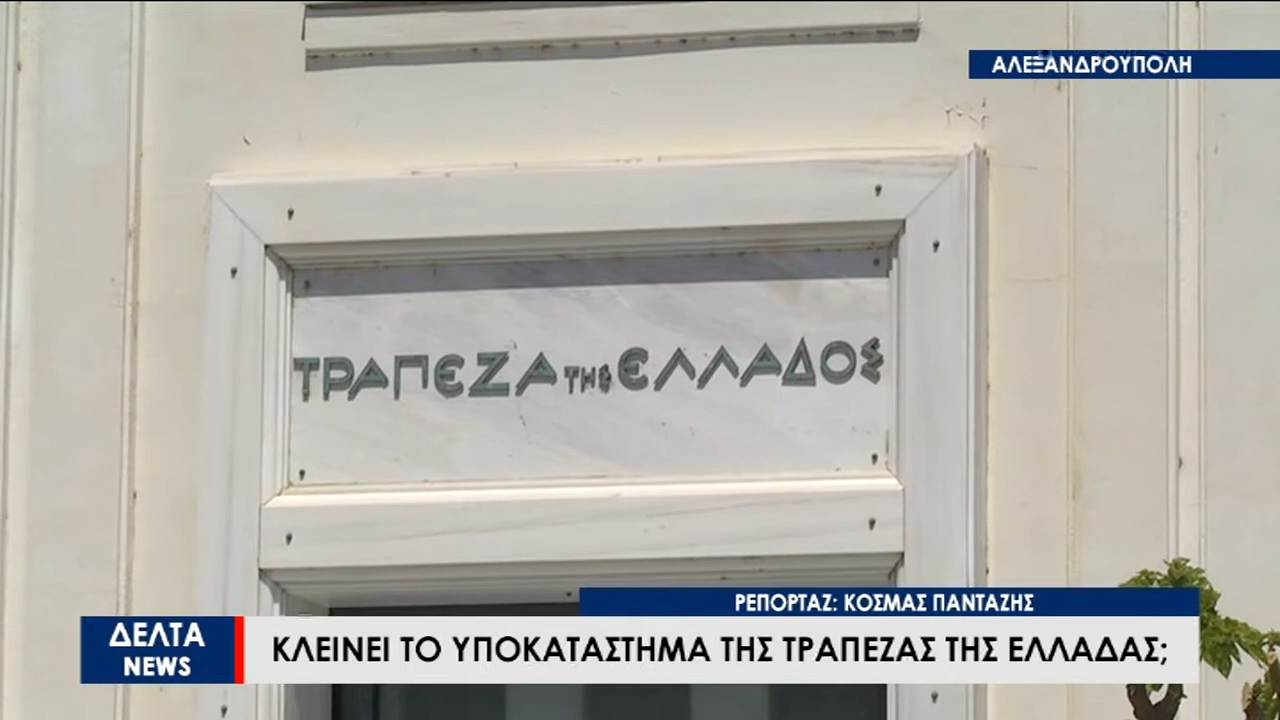 ΑΛΕΞΑΝΔΡΟΥΠΟΛΗ
ΤΡΑΠΕΖΑ ΤΗς ΕΛΛΑΔΟΣ
ΡΕΠΟΡΤΑΖ: ΚΟΣΜΑΣ ΠΑΝΤΑΖΗΣ
ΔΕΛΤΑ
NEWS
ΚΛΕΙΝΕΙ ΤΟ ΥΠΟΚΑΤΑΣΤΗΜΑ ΤΗΣ ΤΡΑΠΕΖΑΣ ΤΗΣ ΕΛΛΑΔΑΣ;